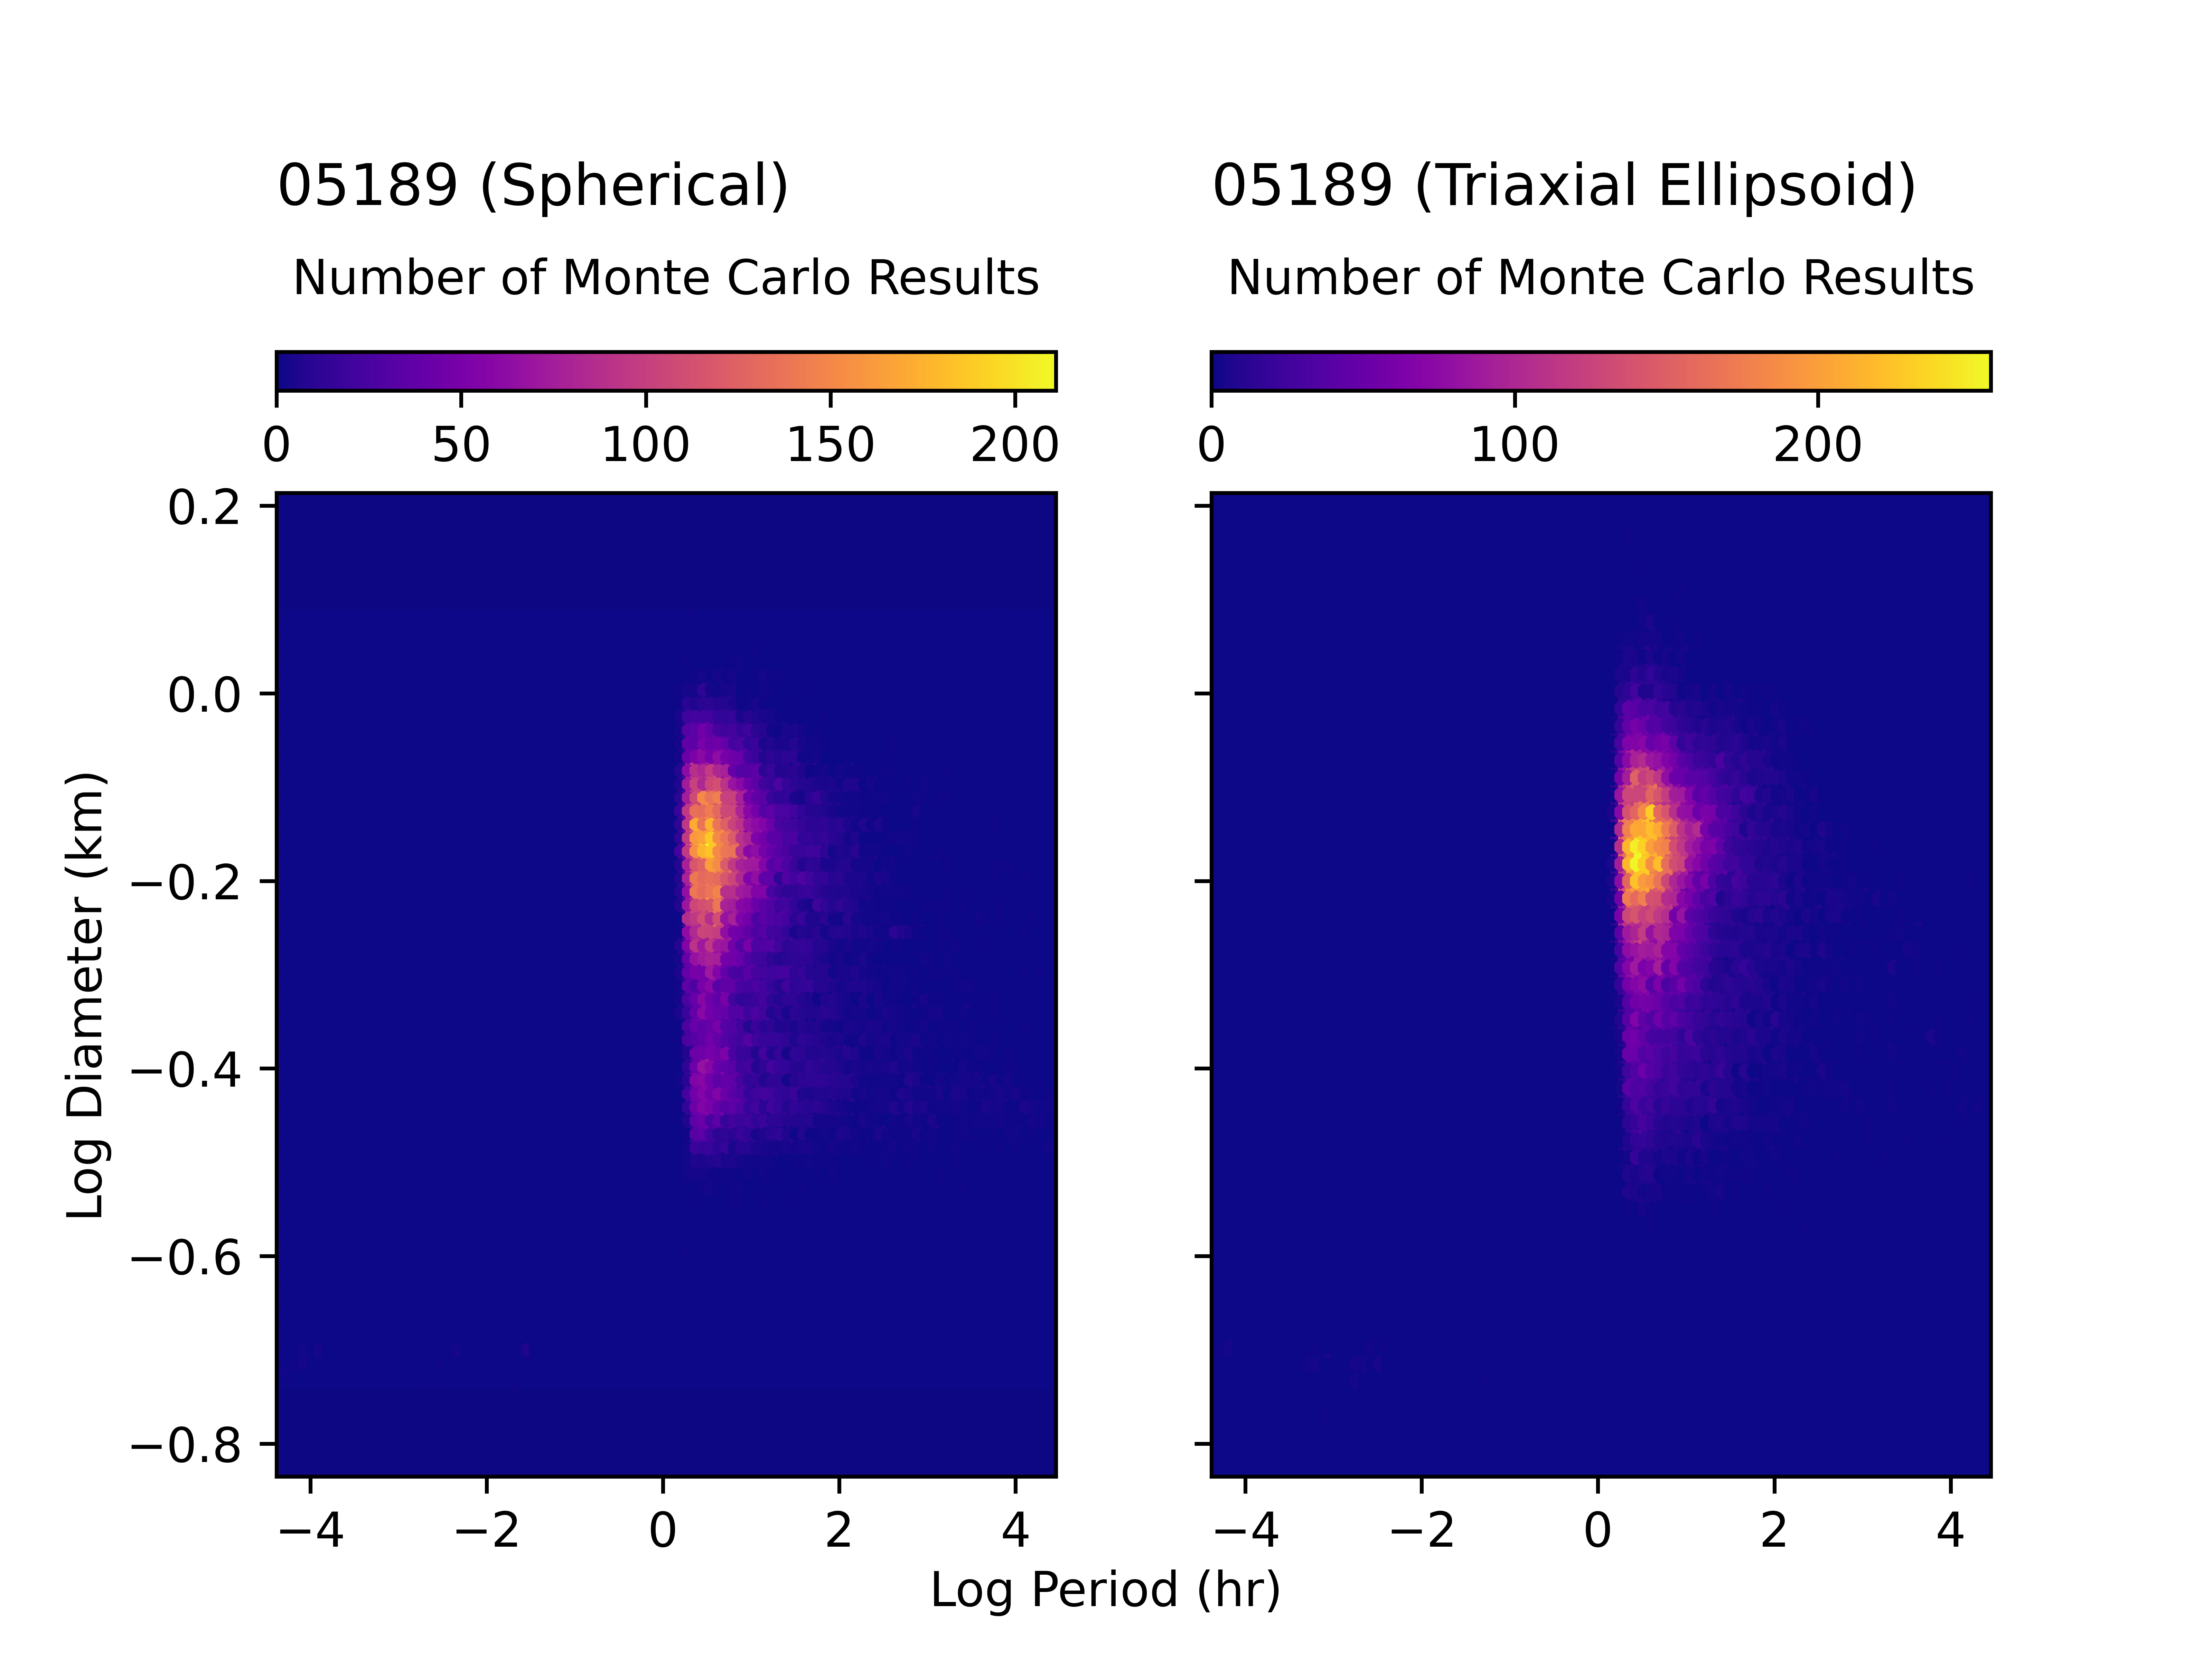 05189 (Spherical)
Number of Monte Carlo Results
0 50 100 150 200
05189 (Triaxial Ellipsoid)
Number of Monte Carlo Results
0 100 200
Log Diameter (km)
0.2
0.0
−0.2
−0.4
−0.6
−0.8
−4 −2 0 2 4
−4 −2 0 2 4
Log Period (hr)